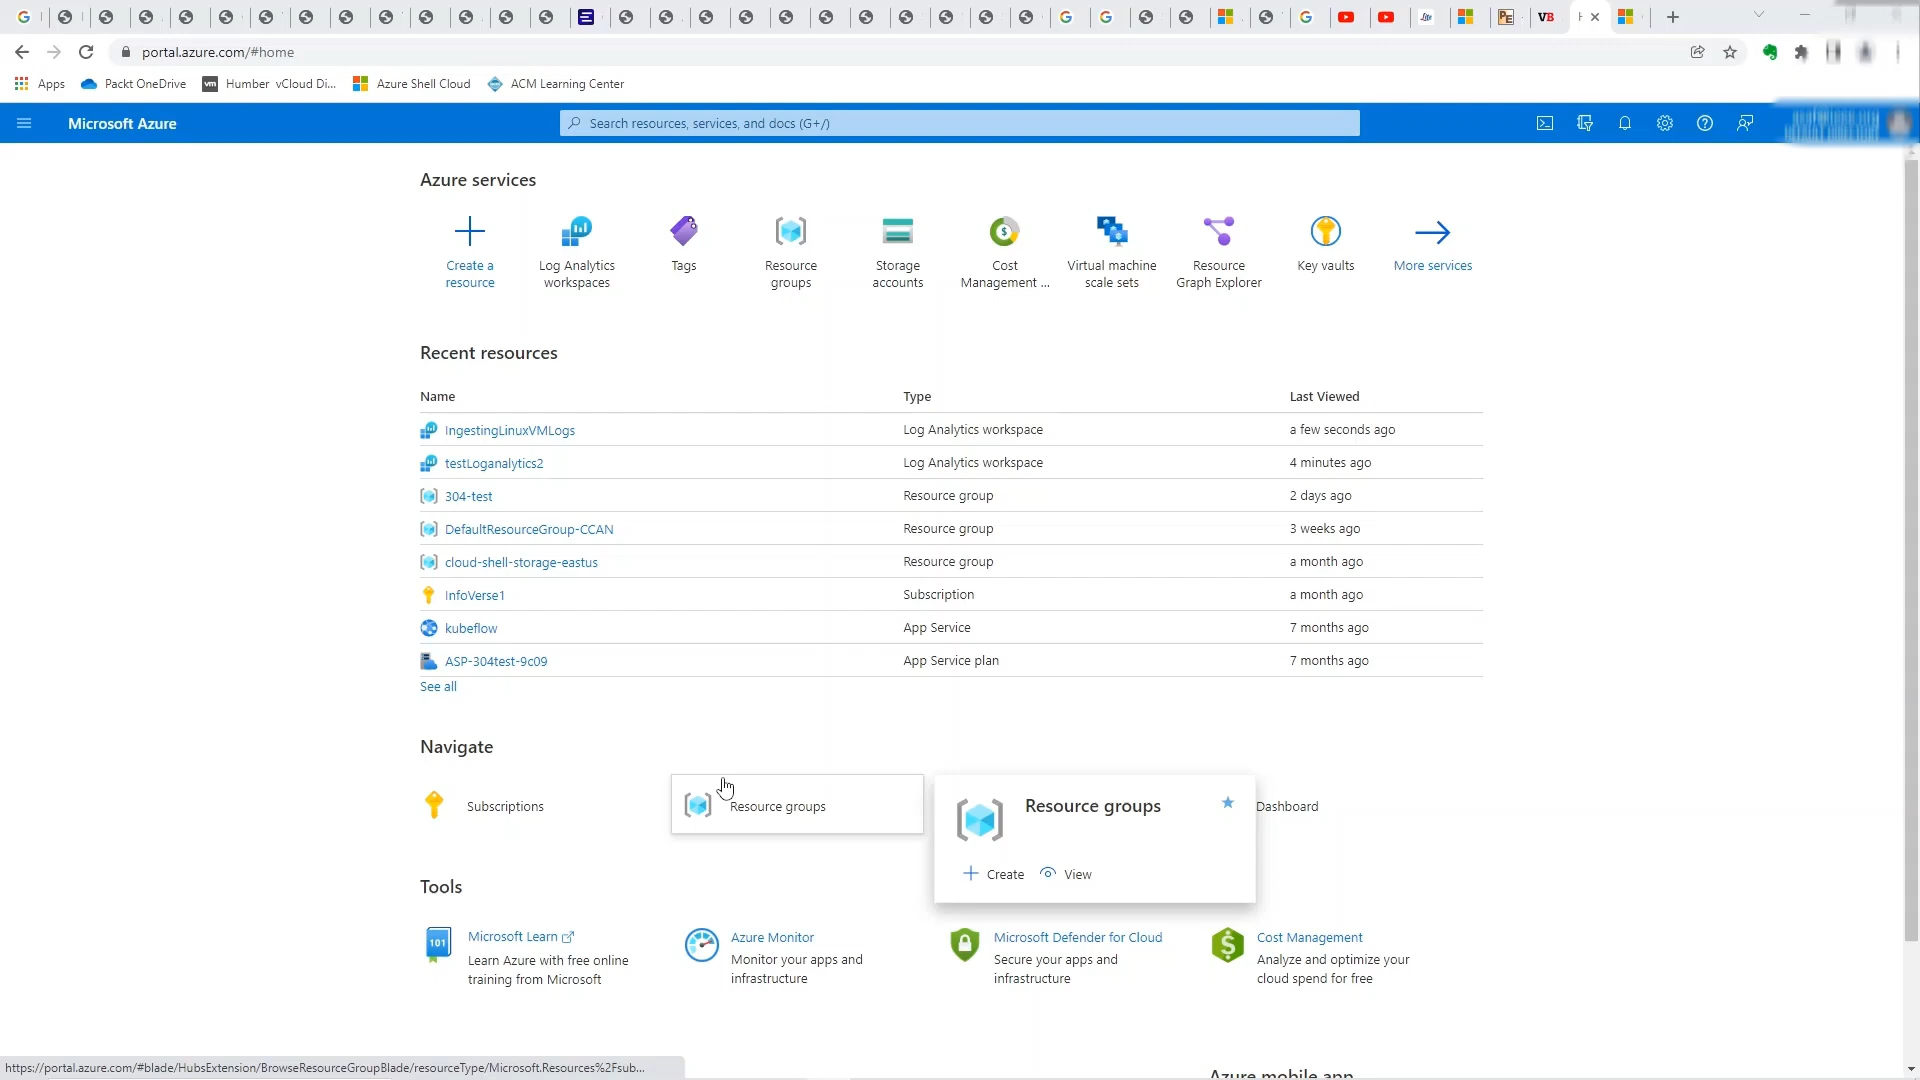 portal.azure.com/#home
Apps
Packt OneDrive
vm
Humber vCloud Di...
Azure Shell Cloud
ACM Learning Center
Microsoft Azure
Search resources, services, and docs (G+/)
Azure services
Create a
resource
Log Analytics
workspaces
Tags
Resource
groups
Storage
accounts
Cost
Management ...
Virtual machine
scale sets
Resource
Graph Explorer
Key vaults
More services
Recent resources
Name Type Last Viewed
IngestingLinuxVMLogs Log Analytics workspace a few seconds ago
testLoganalytics2 Log Analytics workspace 4 minutes ago
304-test Resource group 2 days ago
DefaultResourceGroup-CCAN Resource group 3 weeks ago
cloud-shell-storage-eastus Resource group a month ago
InfoVerse1 Subscription a month ago
kubeflow App Service 7 months ago
ASP-304test-9c09 App Service plan 7 months ago
See all
Navigate
Subscriptions
Resource groups
Resource groups
Create View
Dashboard
Tools
101
Microsoft Learn
Learn Azure with free online
training from Microsoft
Azure Monitor
Monitor your apps and
infrastructure
Microsoft Defender for Cloud
Secure your apps and
infrastructure
Cost Management
Analyze and optimize your
cloud spend for free
Azure mobile app
https://portal.azure.com/#blade/HubsExtension/BrowseResourceGroupBlade/resourceType/Microsoft.Resources%2Fsub...